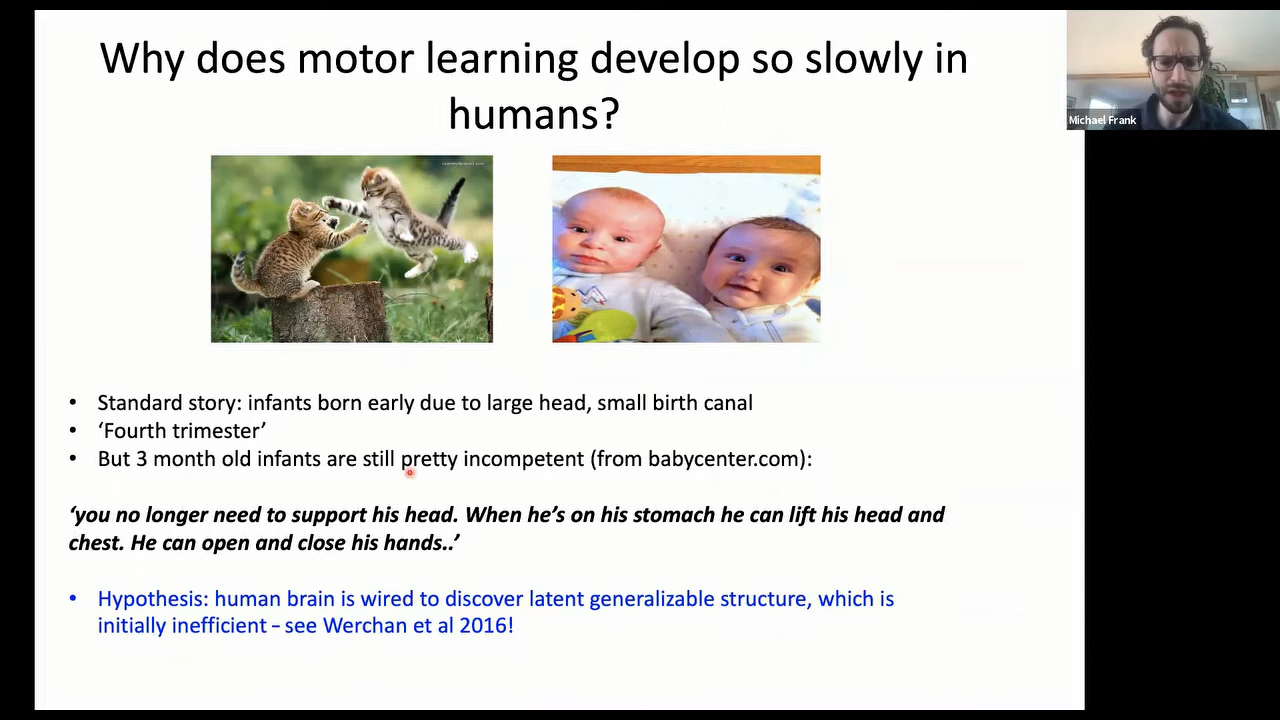 Why does motor learning develop so slowly in
humans?
Michael Frank
• Standard story: infants born early due to large head, small birth canal
• ‘Fourth trimester’
• But 3 month old infants are still pretty incompetent (from babycenter.com):
‘you no longer need to support his head. When he’s on his stomach he can lift his head and
chest. He can open and close his hands..’
• Hypothesis: human brain is wired to discover latent generalizable structure, which is
initially inefficient – see Werchan et al 2016!